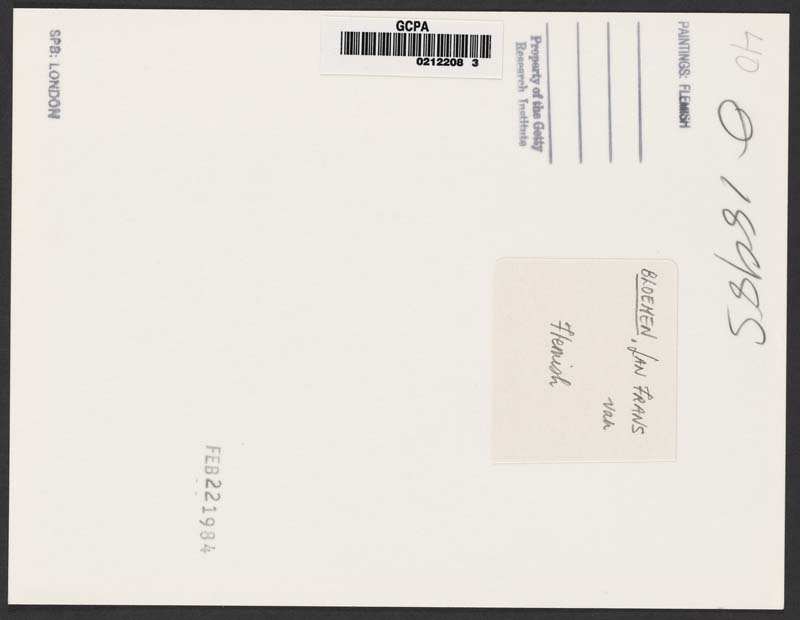 GCPA
0212208 3
40
PAINTINGS: FLEMISH
Property of the Getty
Research Institute
BLOEMEN, JAN FRANS
van
Flemish
FEB 22 1984
SPB: LONDON